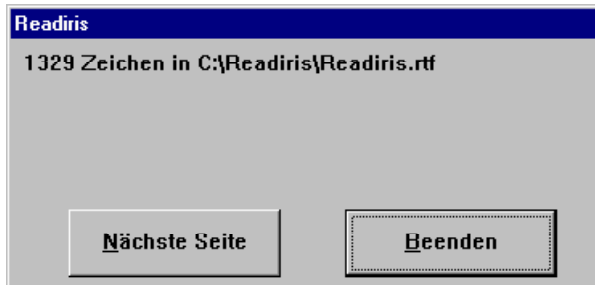 Readiris
1329 Zeichen in C:\Readiris\Readiris.rtf
Nächste Seite
Beenden